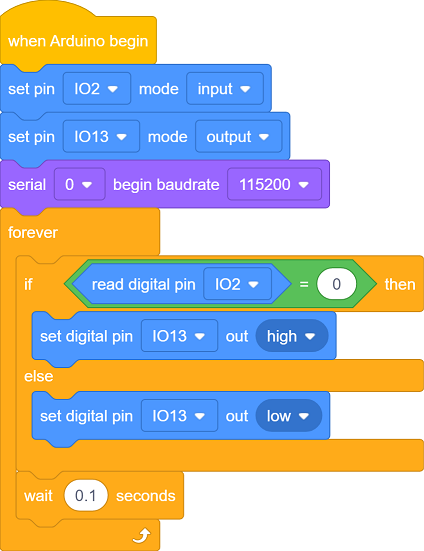 when Arduino begin
set pin IO2 mode input
set pin IO13 mode output
serial 0 begin baudrate 115200
forever
if read digital pin IO2 = 0 then
set digital pin IO13 out high
else
set digital pin IO13 out low
wait 0.1 seconds